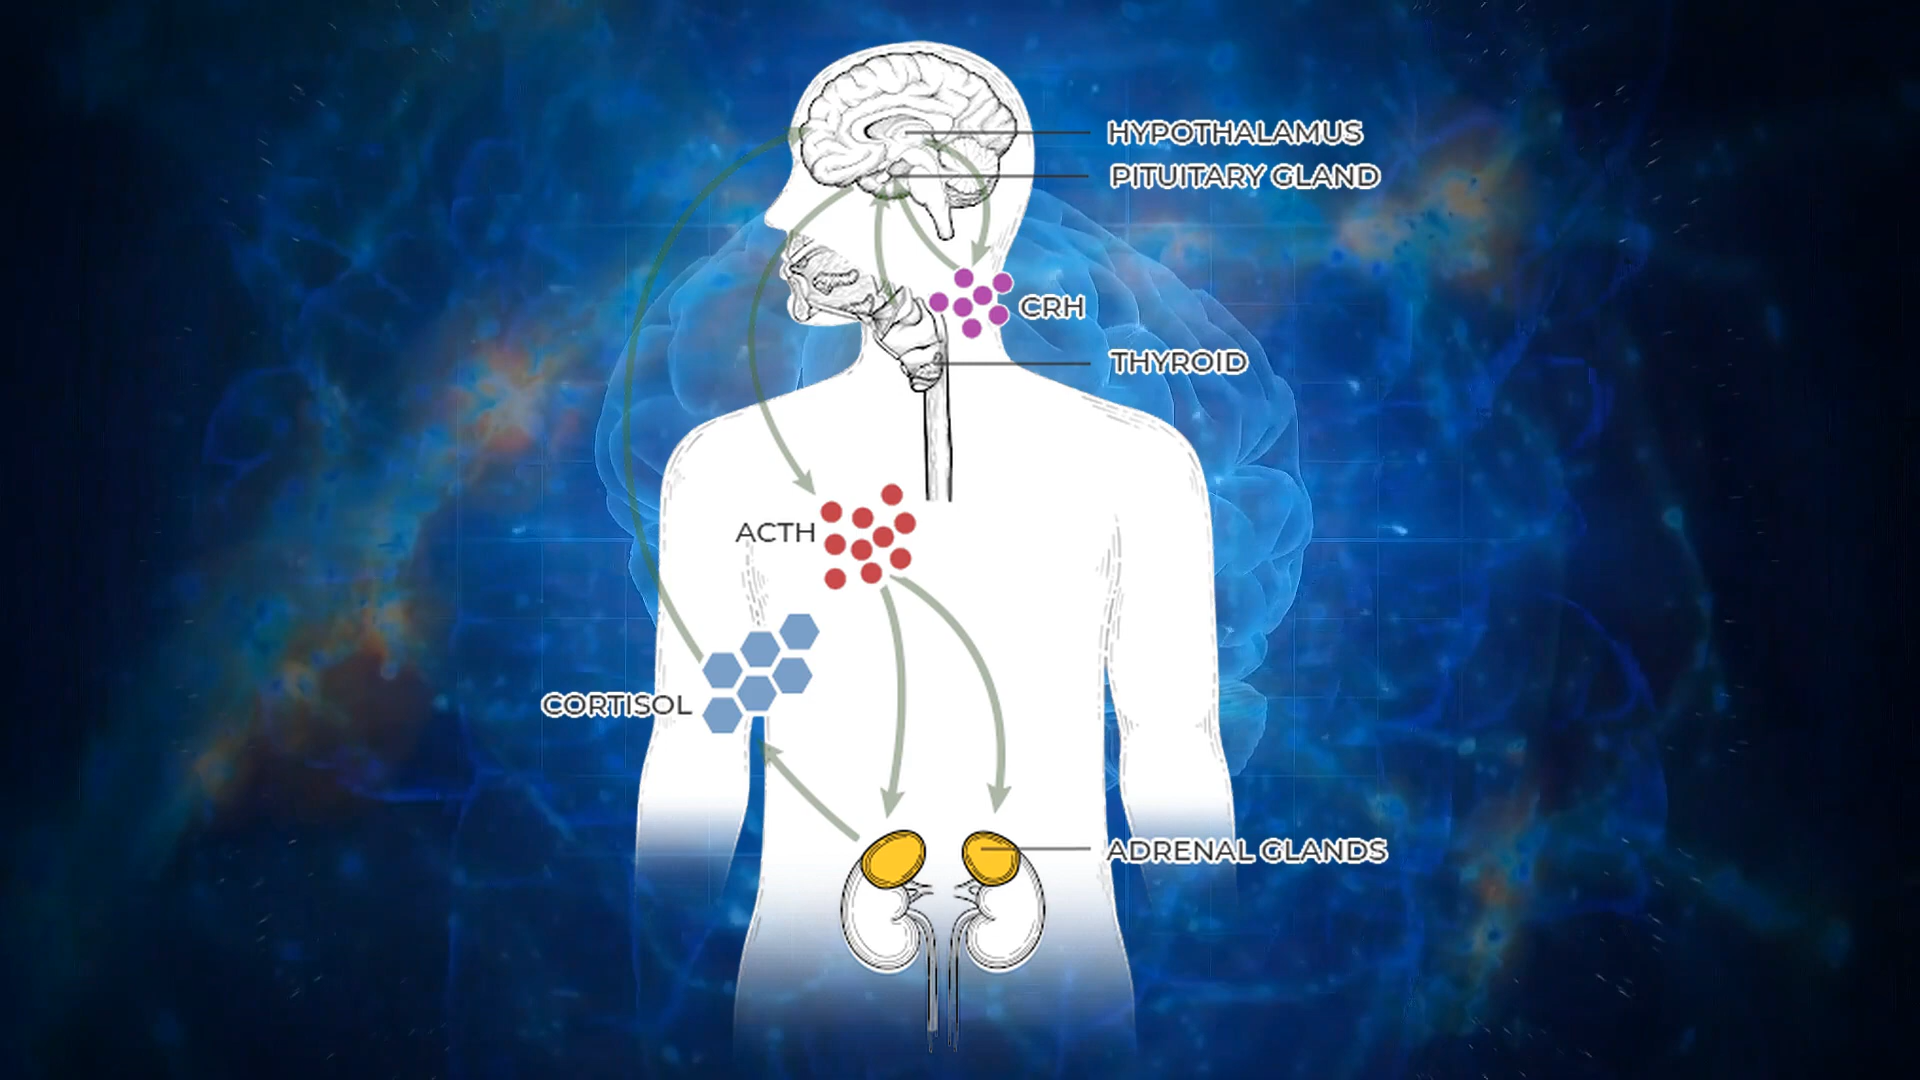 HYPOTHALAMUS
PITUITARY GLAND
CRH
THYROID
ACTH
CORTISOL
ADRENAL GLANDS